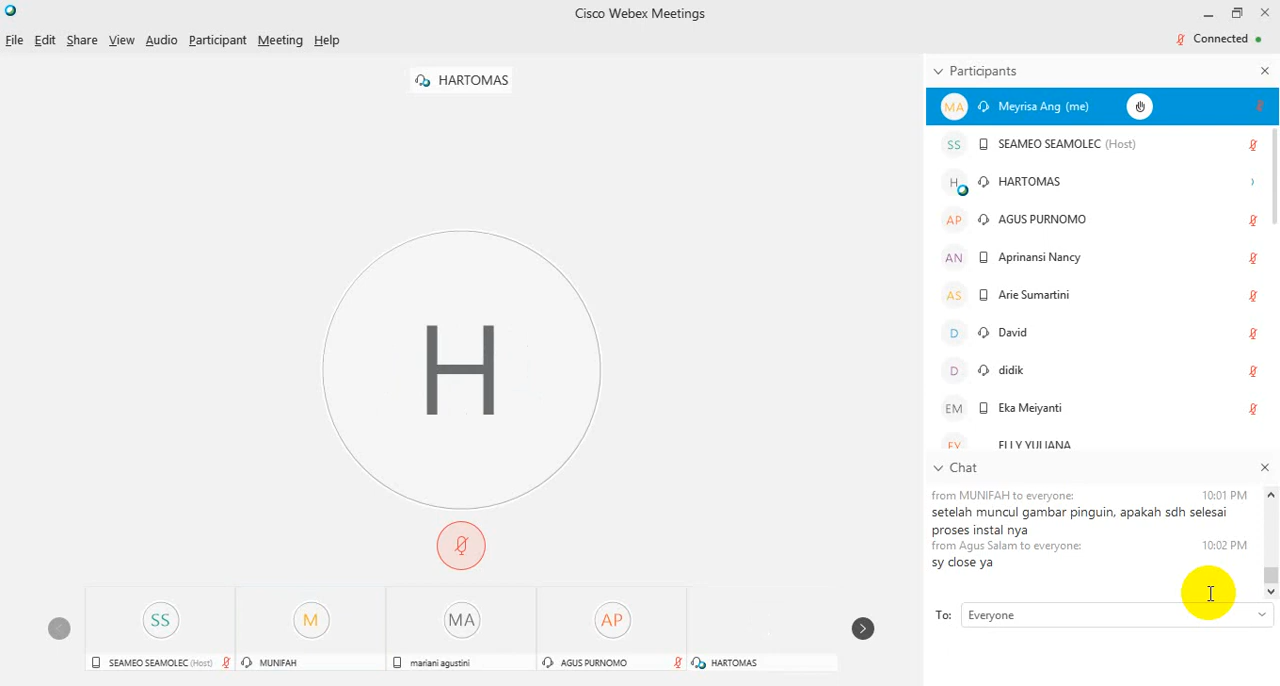 Cisco Webex Meetings
File Edit Share View Audio Participant Meeting Help
Connected
HARTOMAS
H
SS
M
MA
AP
SEAMEO SEAMOLEC (Host)
MUNIFAH
mariani agustini
AGUS PURNOMO
HARTOMAS
Participants
MA Meyrisa Ang (me)
SS SEAMEO SEAMOLEC (Host)
H HARTOMAS
AP AGUS PURNOMO
AN Aprinansi Nancy
AS Arie Sumartini
D David
D didik
EM Eka Meiyanti
EY ELLY YULIANA
Chat
from MUNIFAH to everyone: 10:01 PM
setelah muncul gambar pinguin, apakah sdh selesai
proses instal nya
from Agus Salam to everyone: 10:02 PM
sy close ya
To: Everyone